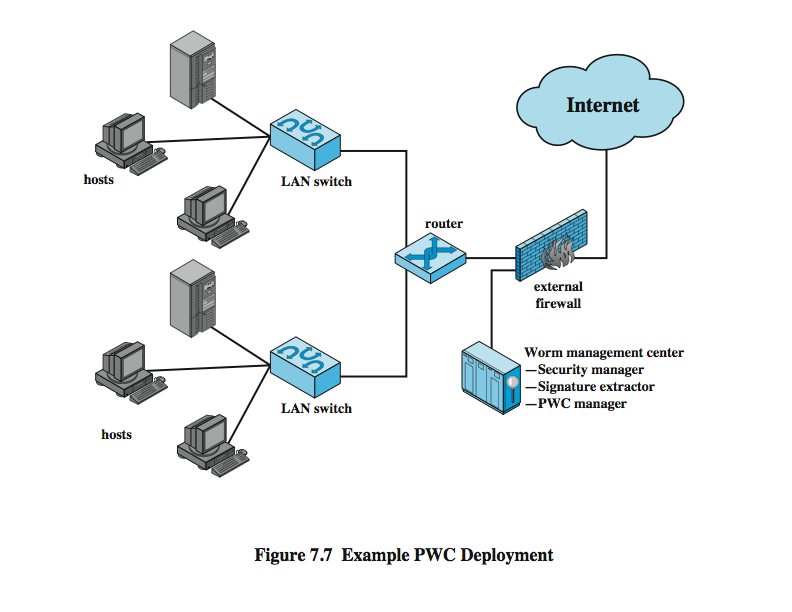 Internet
hosts
LAN switch
router
external
firewall
Worm management center
—Security manager
—Signature extractor
—PWC manager
LAN switch
hosts
Figure 7.7 Example PWC Deployment